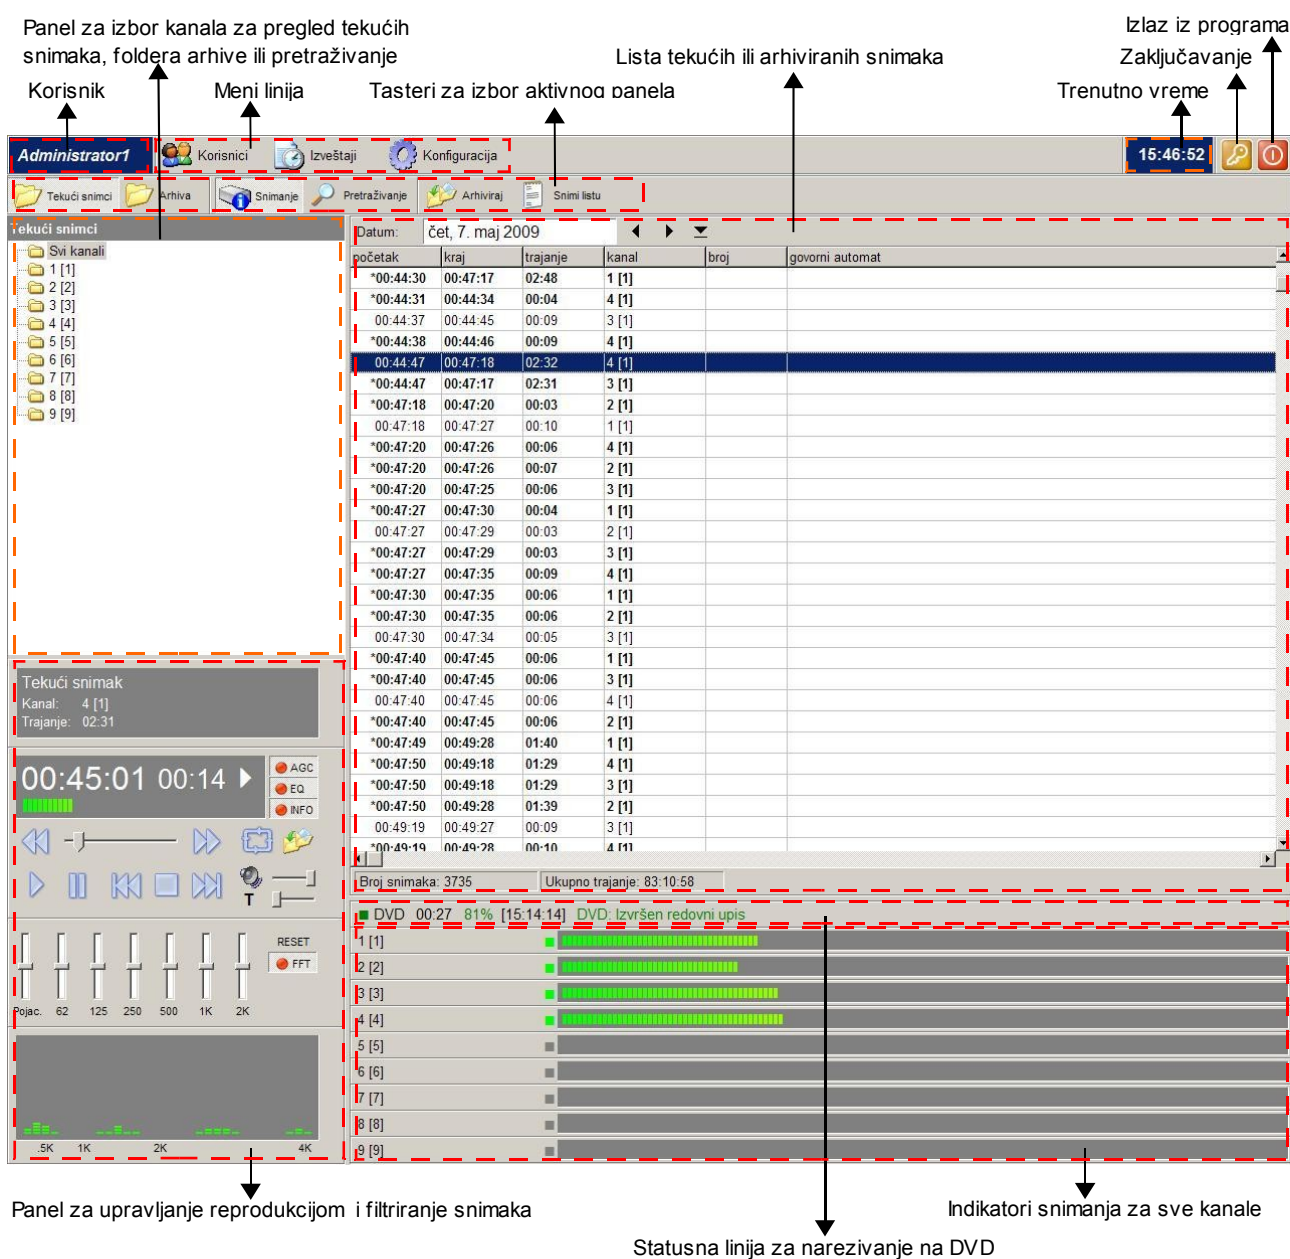 Panel za izbor kanala za pregled tekućih
snimaka, foldera arhive ili pretraživanje
Izlaz iz programa
Lista tekućih ili arhiviranih snimaka
Zaključavanje
Korisnik
Meni linija
Tasteri za izbor aktivnog panela
Trenutno vreme
Administrator1
Korisnici
Izveštaji
Konfiguracija
15:46:52
Tekući snimci
Arhiva
Snimanje
Pretraživanje
Arhiviraj
Snimi listu
Tekući snimci
Svi kanali
1 [1]
2 [2]
3 [3]
4 [4]
5 [5]
6 [6]
7 [7]
8 [8]
9 [9]
Datum: čet, 7. maj 2009
početak kraj trajanje kanal broj govorni automat
*00:44:30 00:47:17 02:48 1 [1]
*00:44:31 00:44:34 00:04 4 [1]
00:44:37 00:44:45 00:09 3 [1]
*00:44:38 00:44:46 00:09 4 [1]
00:44:47 00:47:18 02:32 4 [1]
*00:44:47 00:47:17 02:31 3 [1]
*00:47:18 00:47:20 00:03 2 [1]
00:47:18 00:47:27 00:10 1 [1]
*00:47:20 00:47:26 00:06 4 [1]
*00:47:20 00:47:26 00:07 2 [1]
*00:47:20 00:47:25 00:06 3 [1]
*00:47:27 00:47:30 00:04 1 [1]
00:47:27 00:47:29 00:03 2 [1]
*00:47:27 00:47:29 00:03 3 [1]
*00:47:27 00:47:35 00:09 4 [1]
*00:47:30 00:47:35 00:06 1 [1]
*00:47:30 00:47:35 00:06 2 [1]
00:47:30 00:47:34 00:05 3 [1]
*00:47:40 00:47:45 00:06 1 [1]
*00:47:40 00:47:45 00:06 3 [1]
00:47:40 00:47:45 00:06 4 [1]
*00:47:40 00:47:45 00:06 2 [1]
*00:47:49 00:49:28 01:40 1 [1]
*00:47:50 00:49:18 01:29 4 [1]
*00:47:50 00:49:18 01:29 3 [1]
*00:47:50 00:49:28 01:39 2 [1]
00:49:19 00:49:27 00:09 3 [1]
*00:49:19 00:49:28 00:10 4 [1]
Broj snimaka: 3735
Ukupno trajanje: 83:10:58
Tekući snimak
Kanal: 4 [1]
Trajanje: 02:31
00:45:01 00:14
AGC
EQ
INFO
T
RESET
FFT
Pojac. 62 125 250 500 1K 2K
.5K 1K 2K 4K
DVD 00:27 81% [15:14:14] DVD: Izvršen redovni upis
1 [1]
2 [2]
3 [3]
4 [4]
5 [5]
6 [6]
7 [7]
8 [8]
9 [9]
Panel za upravljanje reprodukcijom i filtriranje snimaka
Indikatori snimanja za sve kanale
Statusna linija za narezivanje na DVD